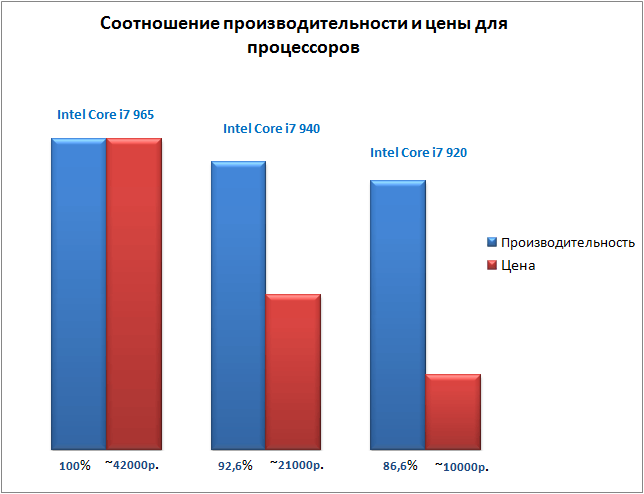 Соотношение производительности и цены для
процессоров
Intel Core i7 965
Intel Core i7 940
Intel Core i7 920
Производительность
Цена
100% ~42000р. 92,6% ~21000р. 86,6% ~10000р.